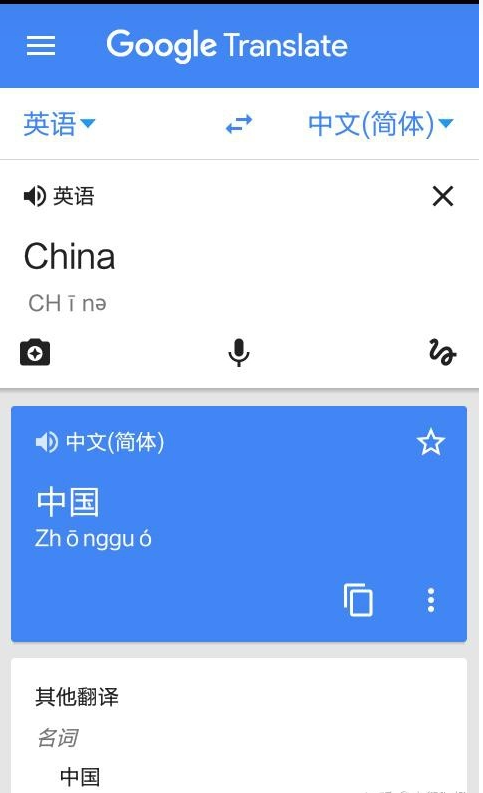 Google Translate
英语 中文(简体)
英语
China
CH ī nə
中文(简体)
中国
Zh ō nggu ó
其他翻译
名词
中国